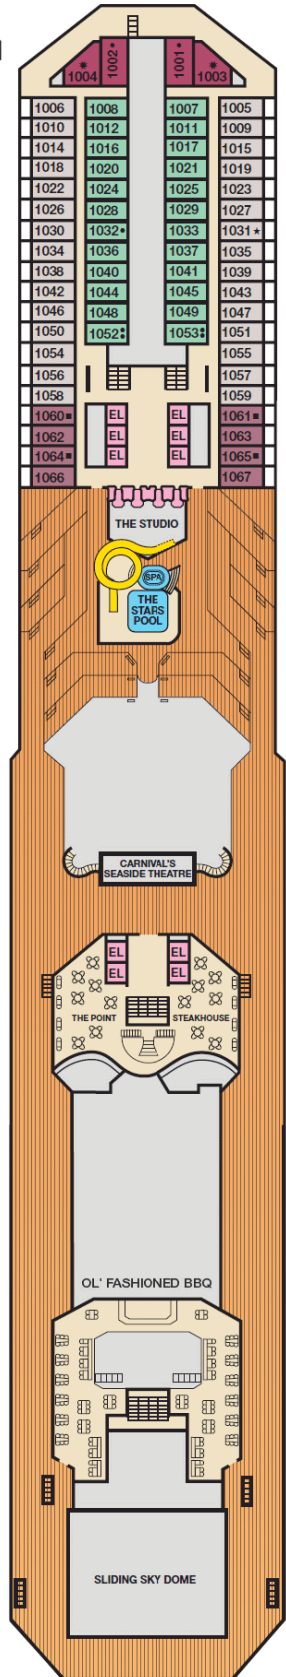 1004 1002 • 1001 • 1003
1006 1008 1007 1005
1010 1012 1011 1009
1014 1016 1017 1015
1018 1020 1021 1019
1022 1024 1025 1023
1026 1028 1029 1027
1030 1032 • 1033 1031 ★
1034 1036 1037 1035
1038 1040 1041 1039
1042 1044 1045 1043
1046 1048 1049 1047
1050 1052 : 1053 : 1051
1054 1055
1056 1057
1058 1059
1060 ■ EL EL 1061 ■
1062 EL EL 1063
1064 ■ EL EL 1065 ■
1066 1067
THE STUDIO
SPA
THE
STARS
POOL
CARNIVAL'S
SEASIDE THEATRE
EL EL
EL EL
THE POINT STEAKHOUSE
OL' FASHIONED BBQ
SLIDING SKY DOME